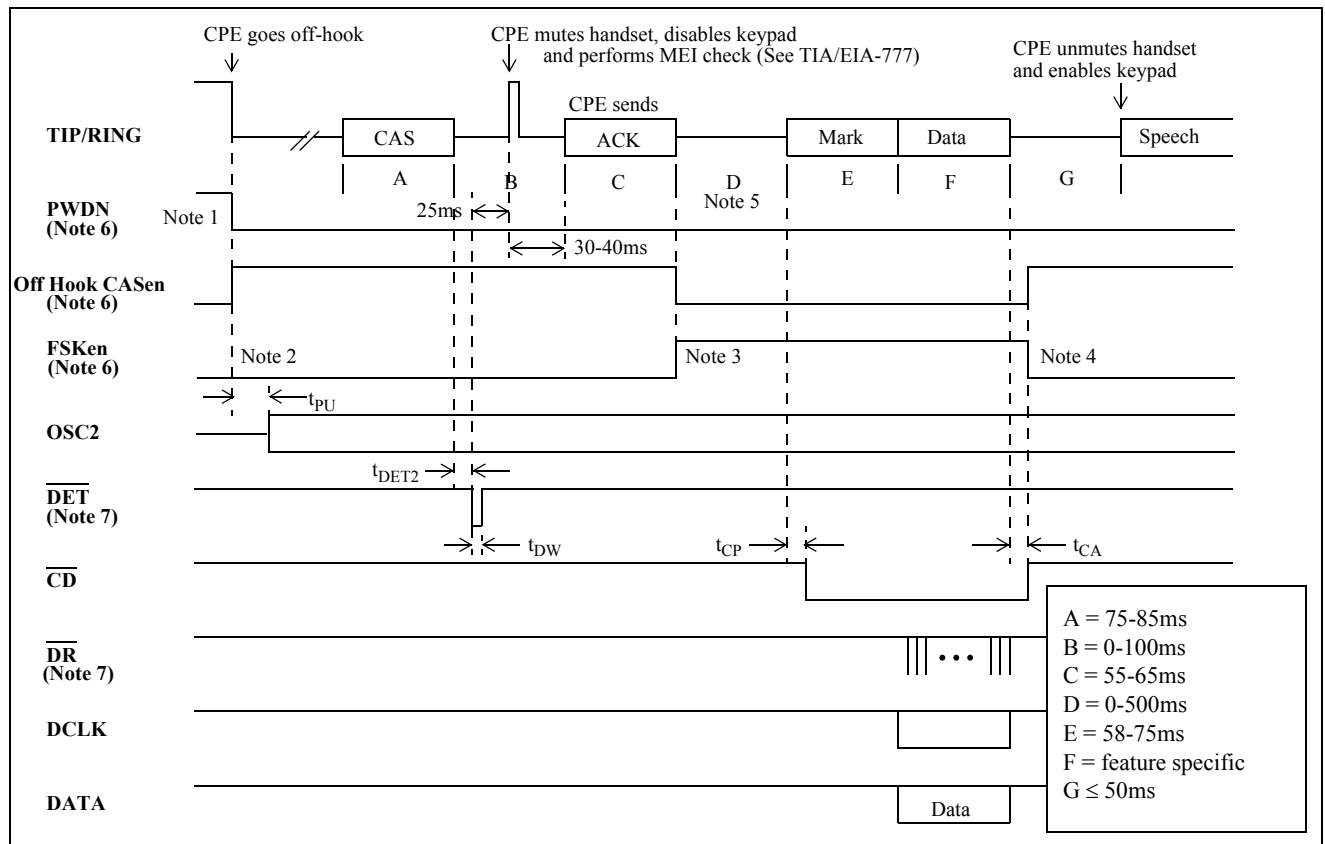 CPE goes off-hook
CPE mutes handset, disables keypad
and performs MEI check (See TIA/EIA-777)
CPE unmutes handset
and enables keypad
CPE sends
TIP/RING
CAS
ACK
Mark
Data
Speech
A
B
C
D
E
F
G
Note 5
PWDN
(Note 6)
Note 1
25ms
30-40ms
Off Hook CASen
(Note 6)
FSKen
(Note 6)
Note 2
Note 3
Note 4
tPU
OSC2
tDET2
DET
(Note 7)
tDW
tCP
tCA
CD
DR
(Note 7)
DCLK
DATA
Data
A = 75-85ms
B = 0-100ms
C = 55-65ms
D = 0-500ms
E = 58-75ms
F = feature specific
G ≤ 50ms